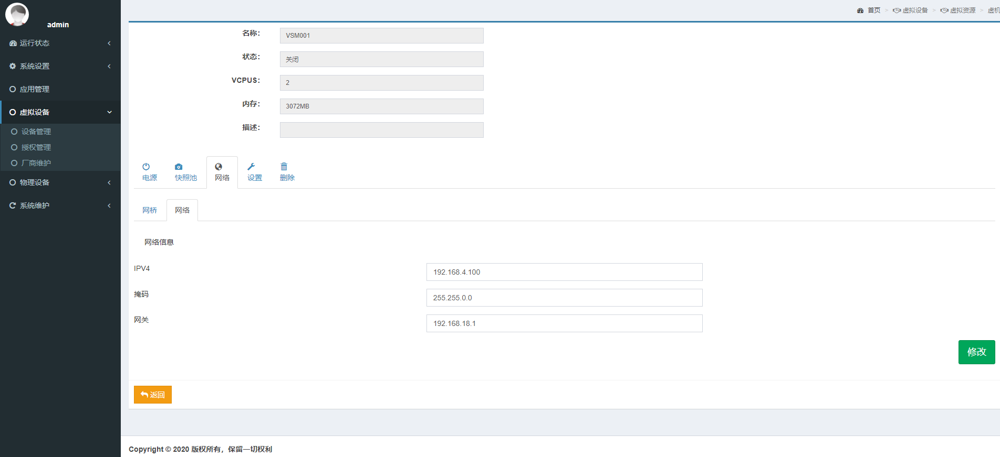 admin
运行状态
系统设置
应用管理
虚拟设备
设备管理
授权管理
厂商维护
物理设备
系统维护
首页 > 虚拟设备 > 虚拟资源 > 虚机
名称: VSM001
状态: 关闭
VCPUS: 2
内存: 3072MB
描述:
电源 快照池 网络 设置 删除
网桥 网络
网络信息
IPV4 192.168.4.100
掩码 255.255.0.0
网关 192.168.18.1
修改
返回
Copyright © 2020 版权所有，保留一切权利